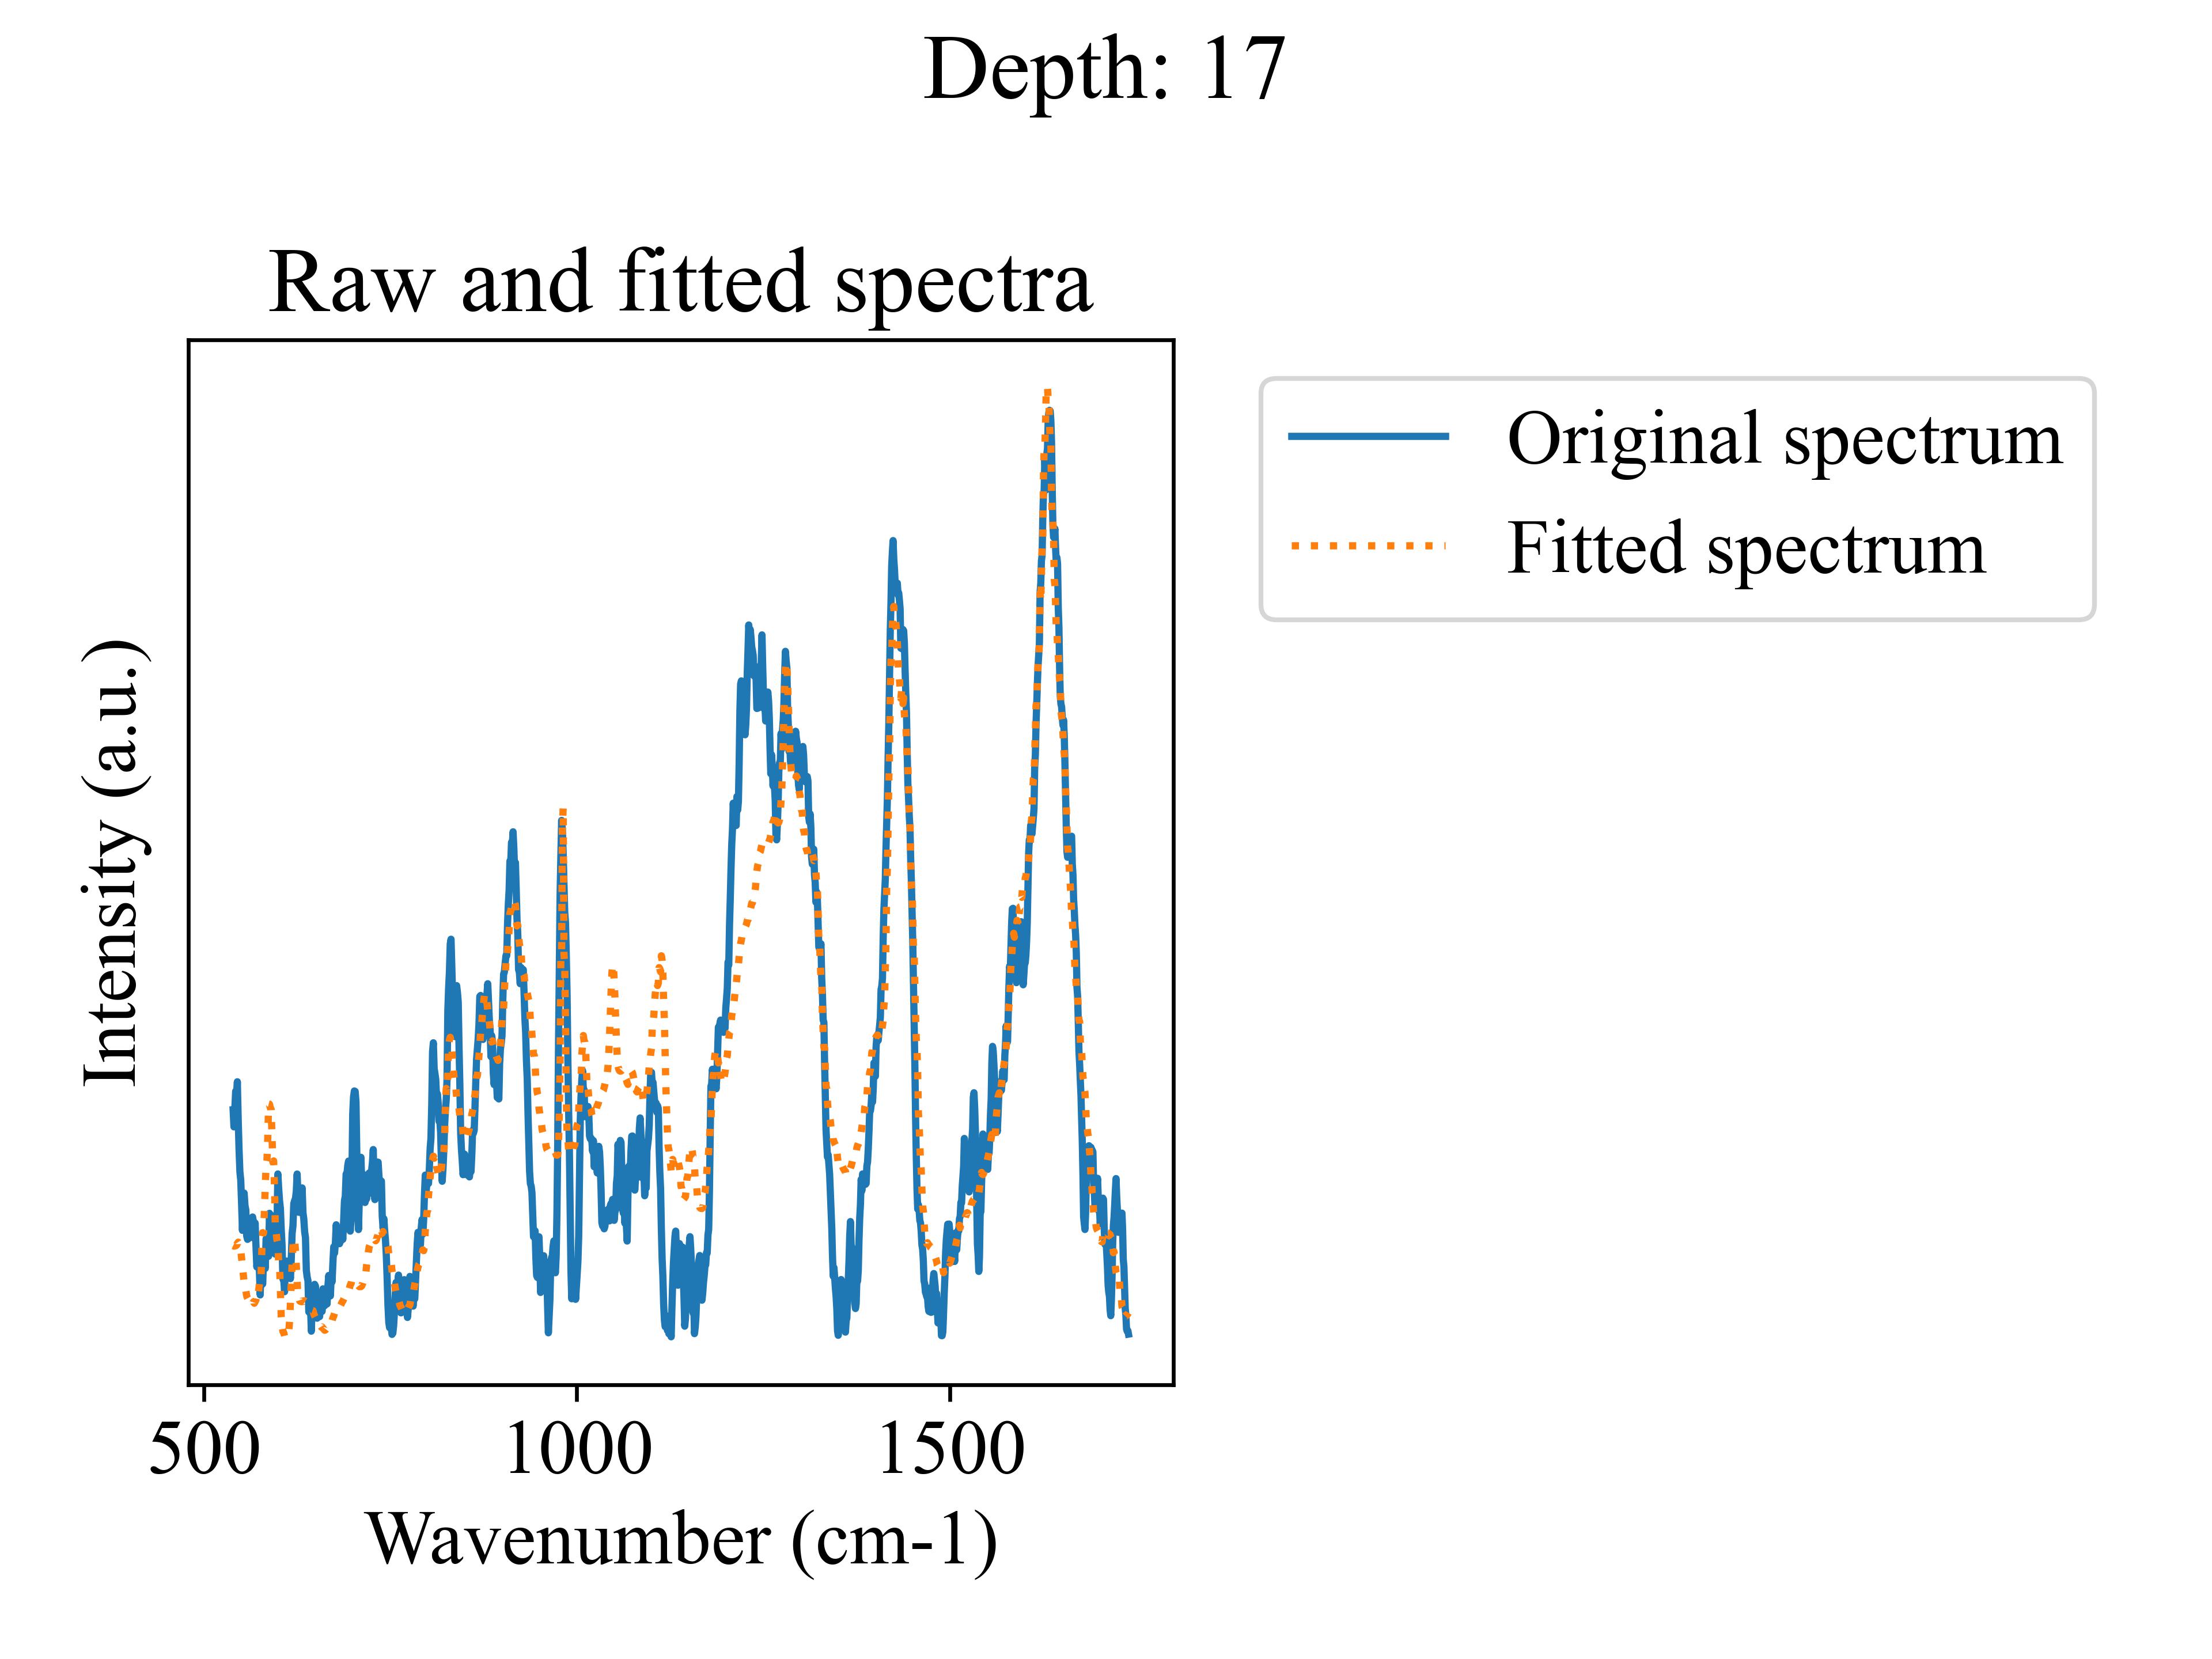 Depth: 17
Raw and fitted spectra
Original spectrum
Fitted spectrum
Intensity (a.u.)
500 1000 1500
Wavenumber (cm-1)